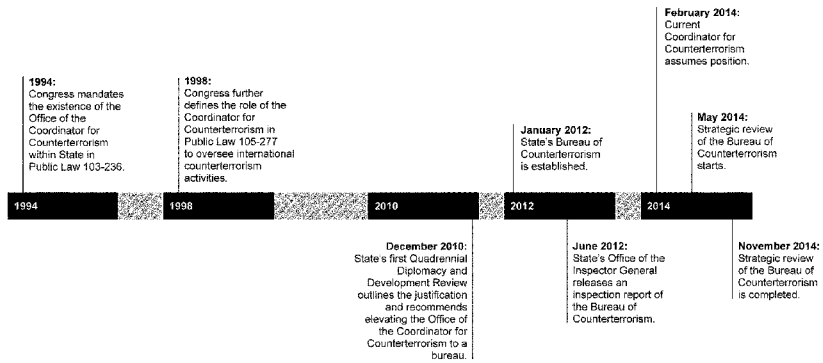 February 2014:
Current
Coordinator for
Counterterrorism
assumes position.
1994:
Congress mandates
the existence of the
Office of the
Coordinator for
Counterterrorism
within State in
Public Law 103-236.
1998:
Congress further
defines the role of the
Coordinator for
Counterterrorism in
Public Law 105-277
to oversee international
counterterrorism
activities.
January 2012:
State's Bureau of
Counterterrorism
is established.
May 2014:
Strategic review
of the Bureau of
Counterterrorism
starts.
1994
1998
2010
2012
2014
December 2010:
State's first Quadrennial
Diplomacy and
Development Review
outlines the justification
and recommends
elevating the Office of
the Coordinator for
Counterterrorism to a
bureau.
June 2012:
State's Office of the
Inspector General
releases an
inspection report of
the Bureau of
Counterterrorism.
November 2014:
Strategic review
of the Bureau of
Counterterrorism
is completed.